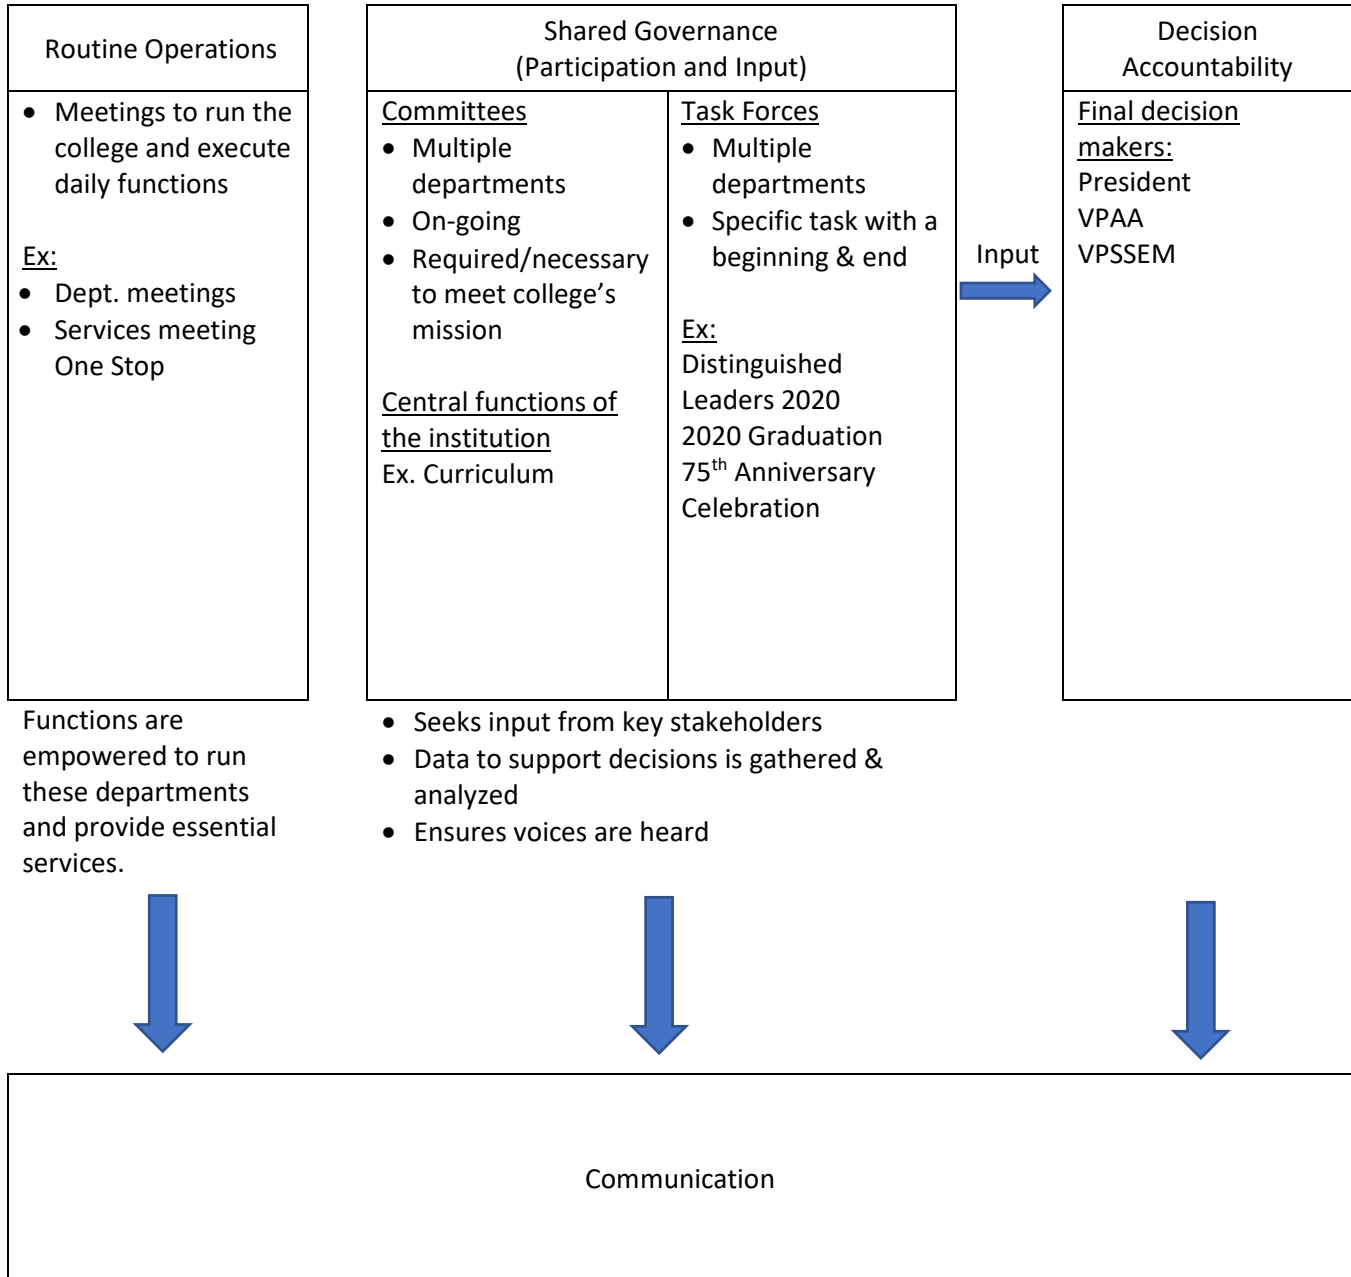 Routine Operations
Shared Governance
(Participation and Input)
Decision
Accountability
• Meetings to run the
college and execute
daily functions
Ex:
• Dept. meetings
• Services meeting
One Stop
Committees
• Multiple
departments
• On-going
• Required/necessary
to meet college’s
mission
Central functions of
the institution
Ex. Curriculum
Task Forces
• Multiple
departments
• Specific task with a
beginning & end
Ex:
Distinguished
Leaders 2020
2020 Graduation
75th Anniversary
Celebration
Input
Final decision
makers:
President
VPAA
VPSSEM
Functions are
empowered to run
these departments
and provide essential
services.
• Seeks input from key stakeholders
• Data to support decisions is gathered &
analyzed
• Ensures voices are heard
Communication